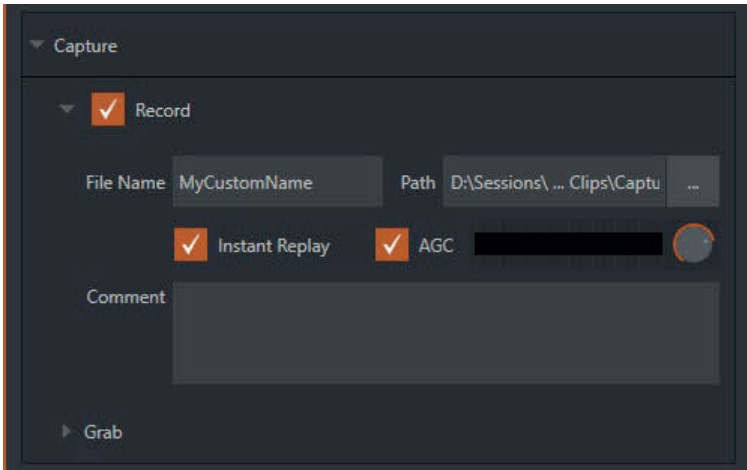 Capture
Record
File Name MyCustomName Path D:\Sessions\ ... Clips\Captu ...
Instant Replay AGC
Comment
Grab